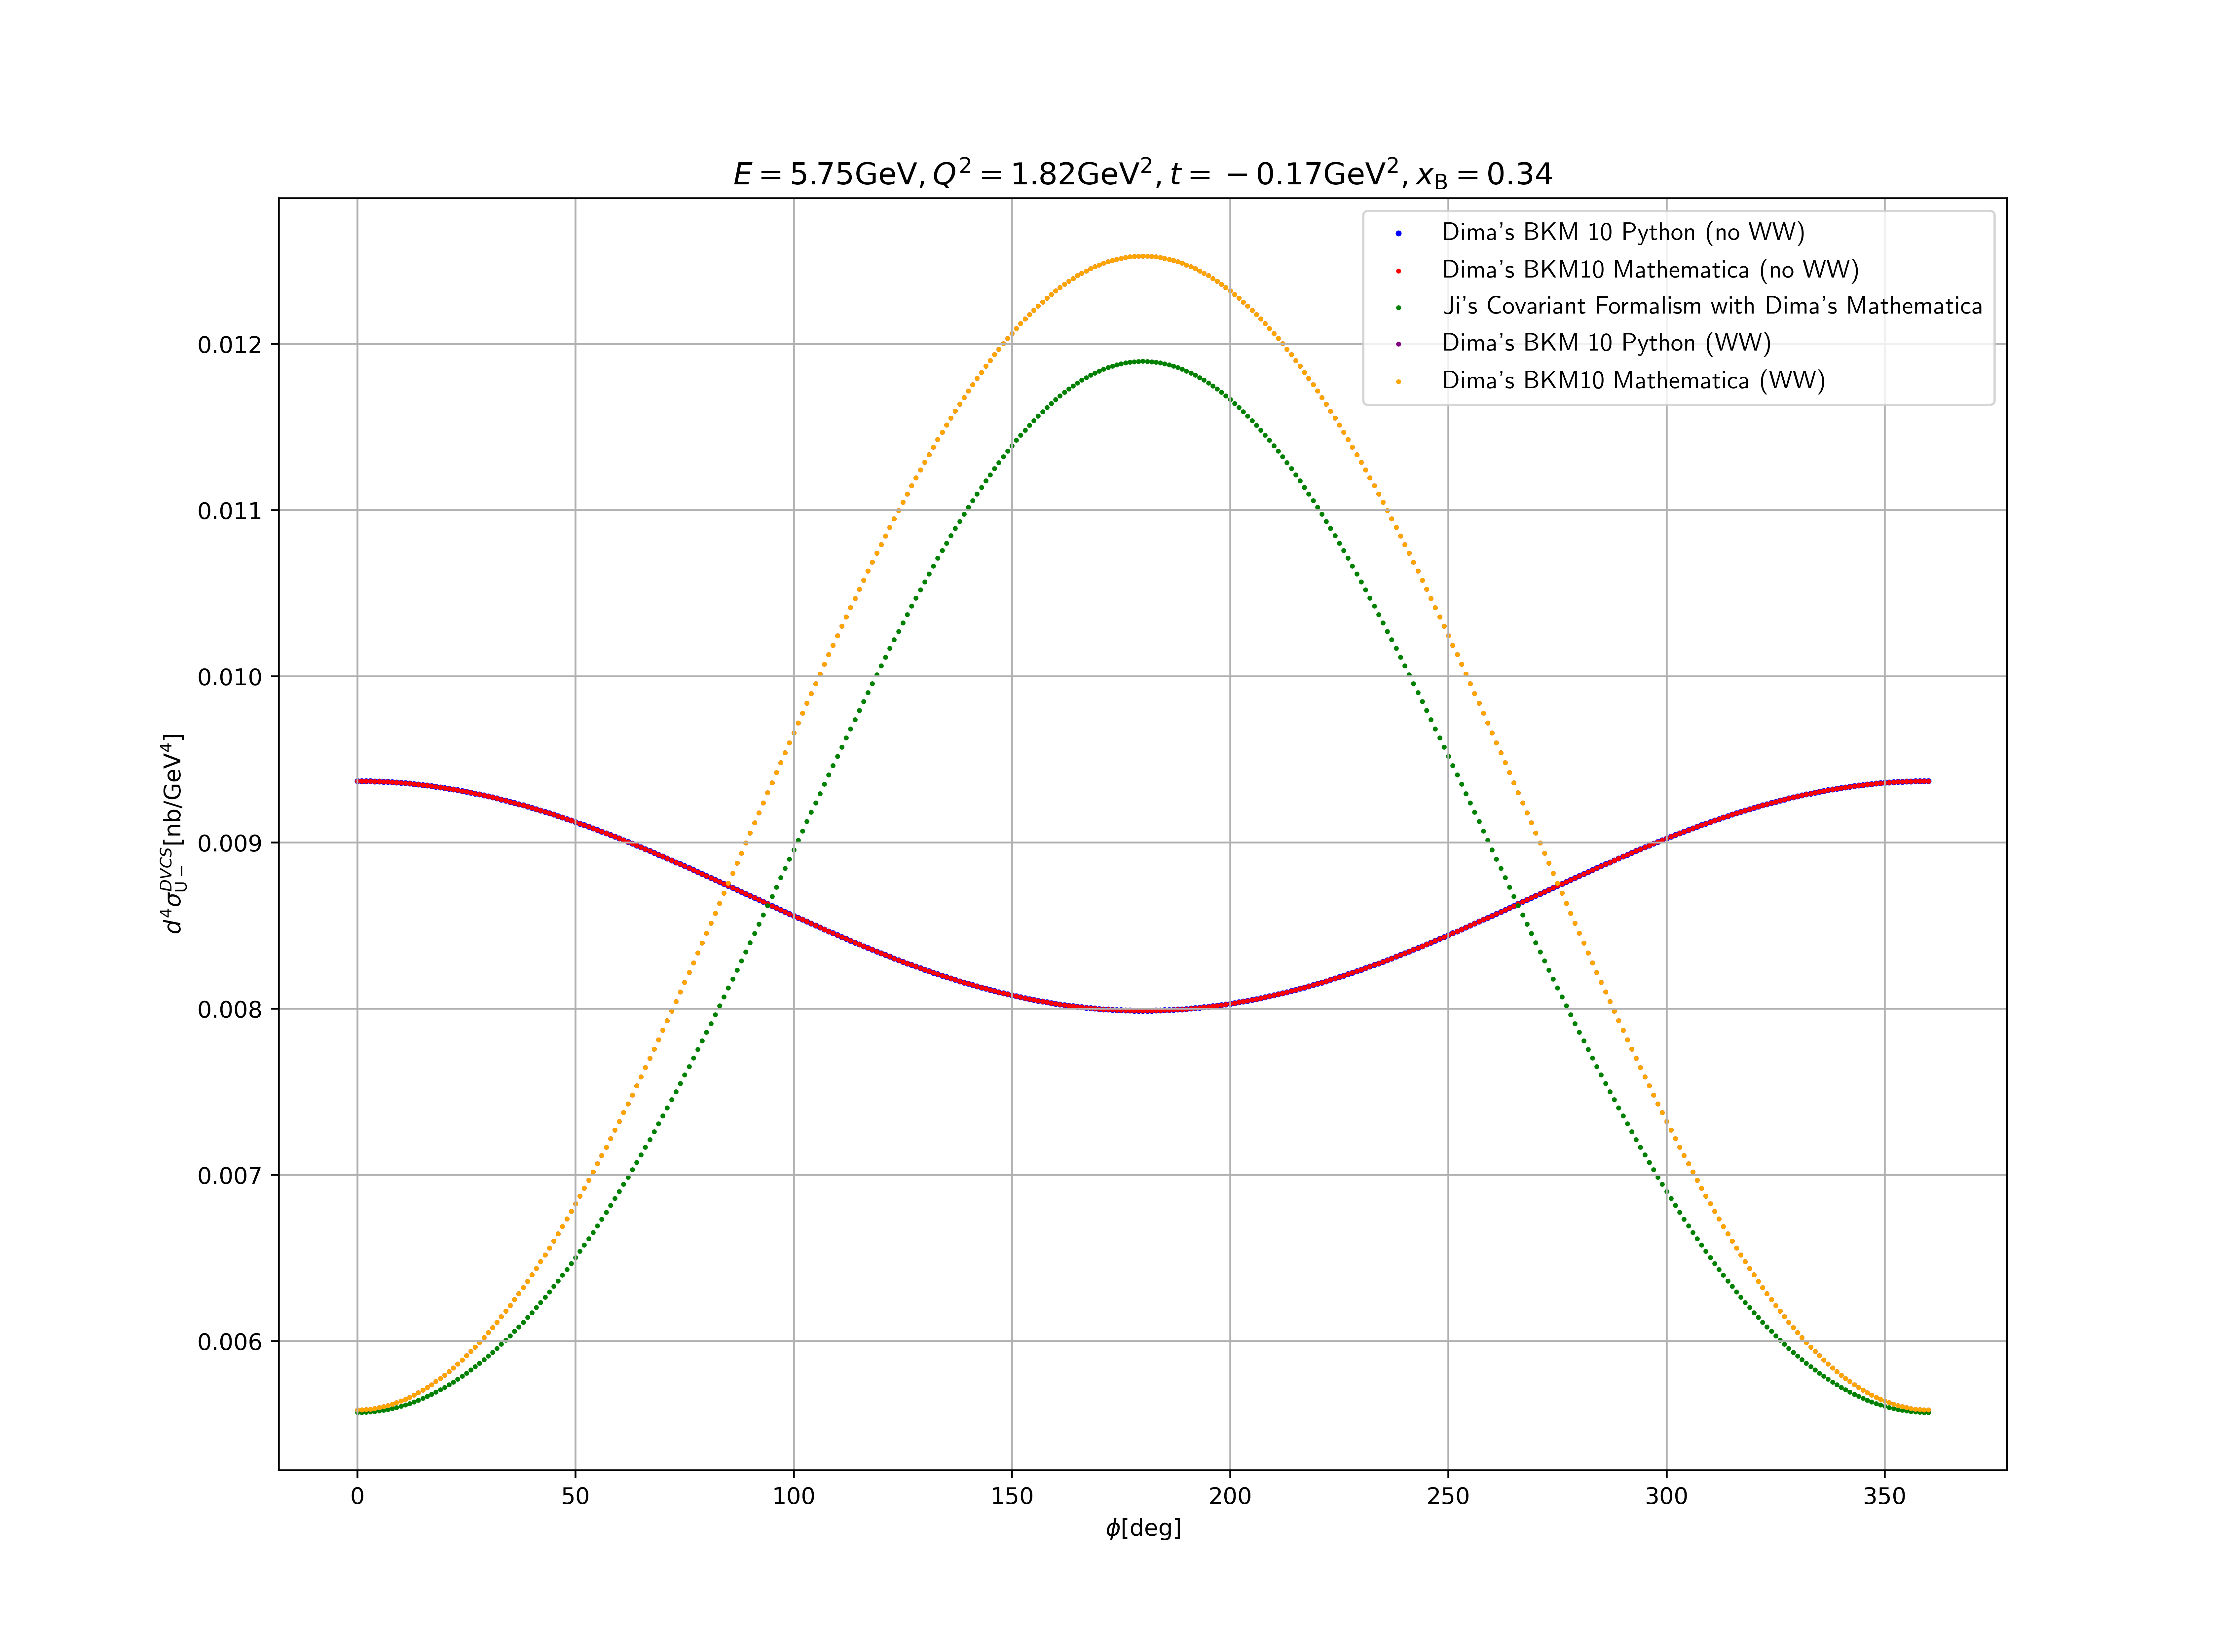 E = 5.75GeV, Q² = 1.82GeV², t = −0.17GeV², x_B = 0.34
Dima's BKM 10 Python (no WW)
Dima's BKM10 Mathematica (no WW)
Ji's Covariant Formalism with Dima's Mathematica
Dima's BKM 10 Python (WW)
Dima's BKM10 Mathematica (WW)
d⁴σ_U−^DVCS[nb/GeV⁴]
0.012
0.011
0.010
0.009
0.008
0.007
0.006
0 50 100 150 200 250 300 350
ϕ[deg]